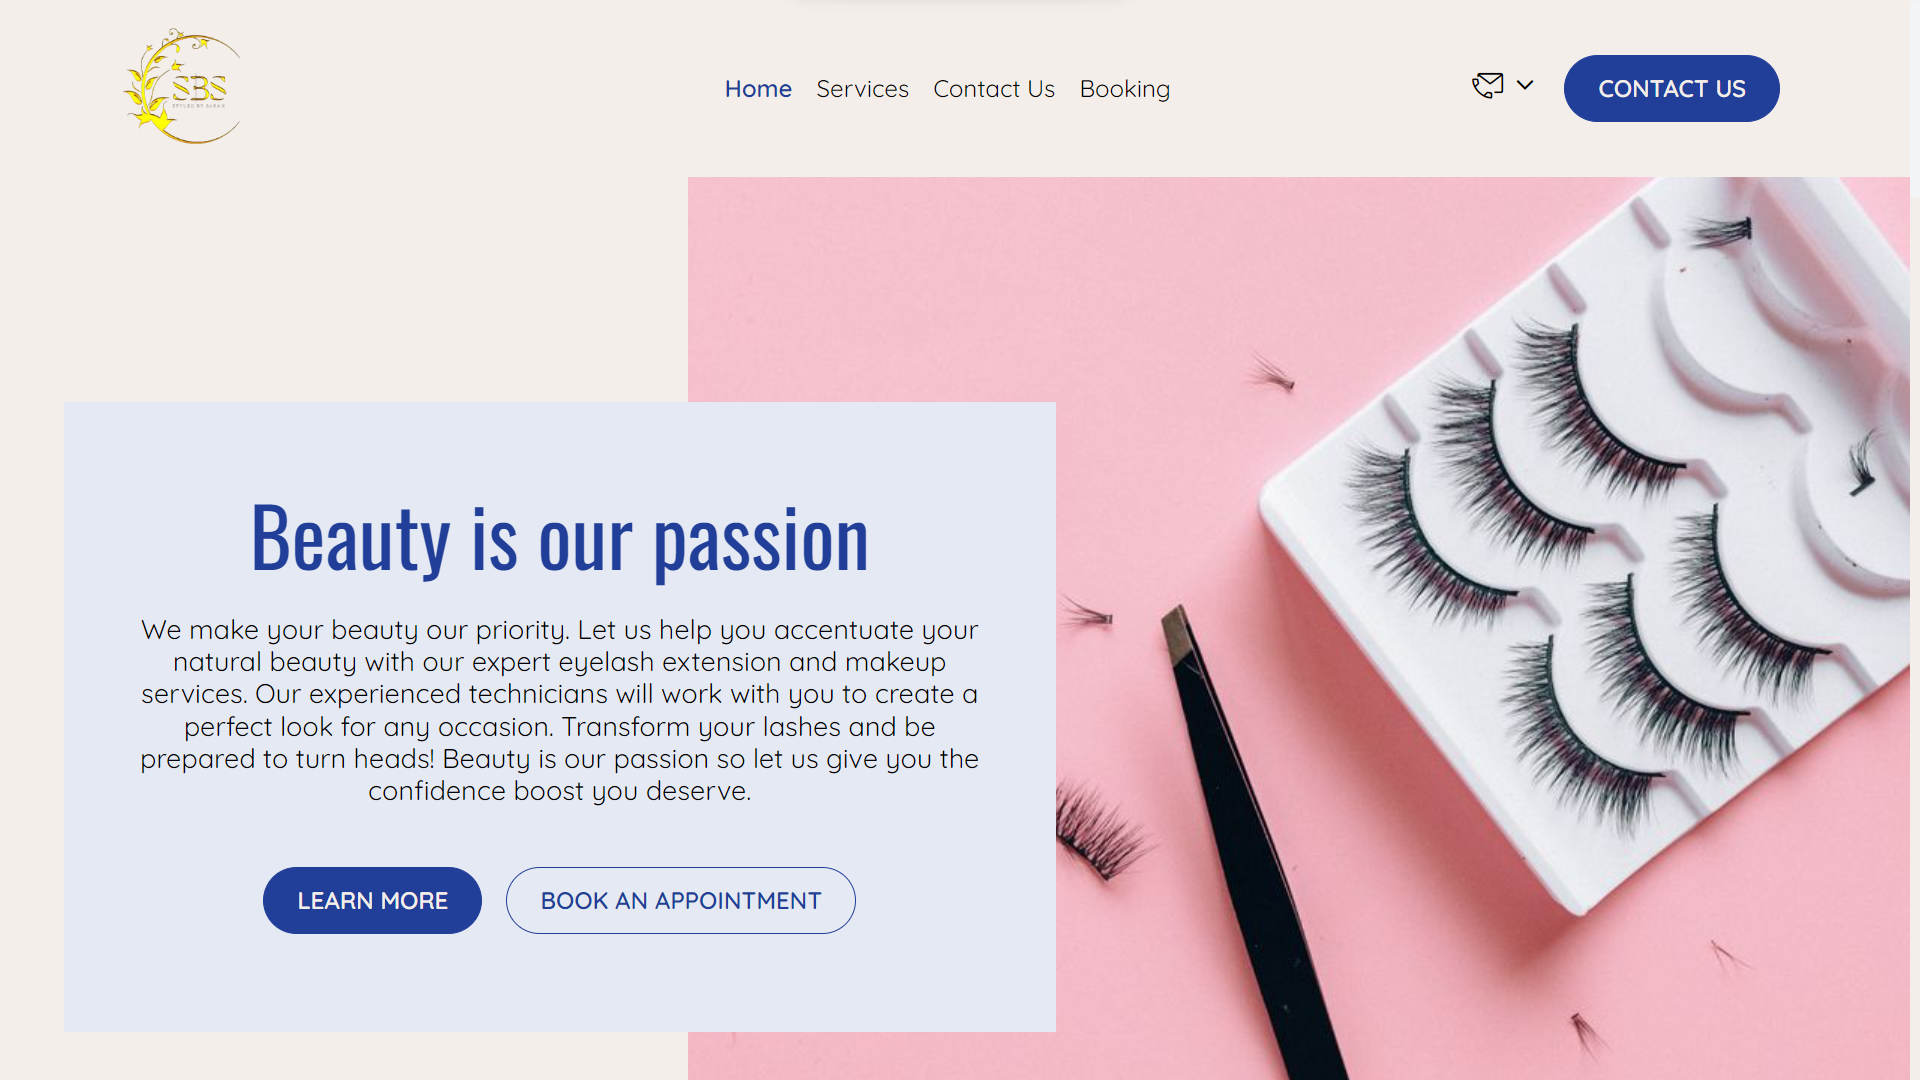 SBS
STYLED BY SARAH
Home Services Contact Us Booking
CONTACT US
Beauty is our passion
We make your beauty our priority. Let us help you accentuate your
natural beauty with our expert eyelash extension and makeup
services. Our experienced technicians will work with you to create a
perfect look for any occasion. Transform your lashes and be
prepared to turn heads! Beauty is our passion so let us give you the
confidence boost you deserve.
LEARN MORE BOOK AN APPOINTMENT